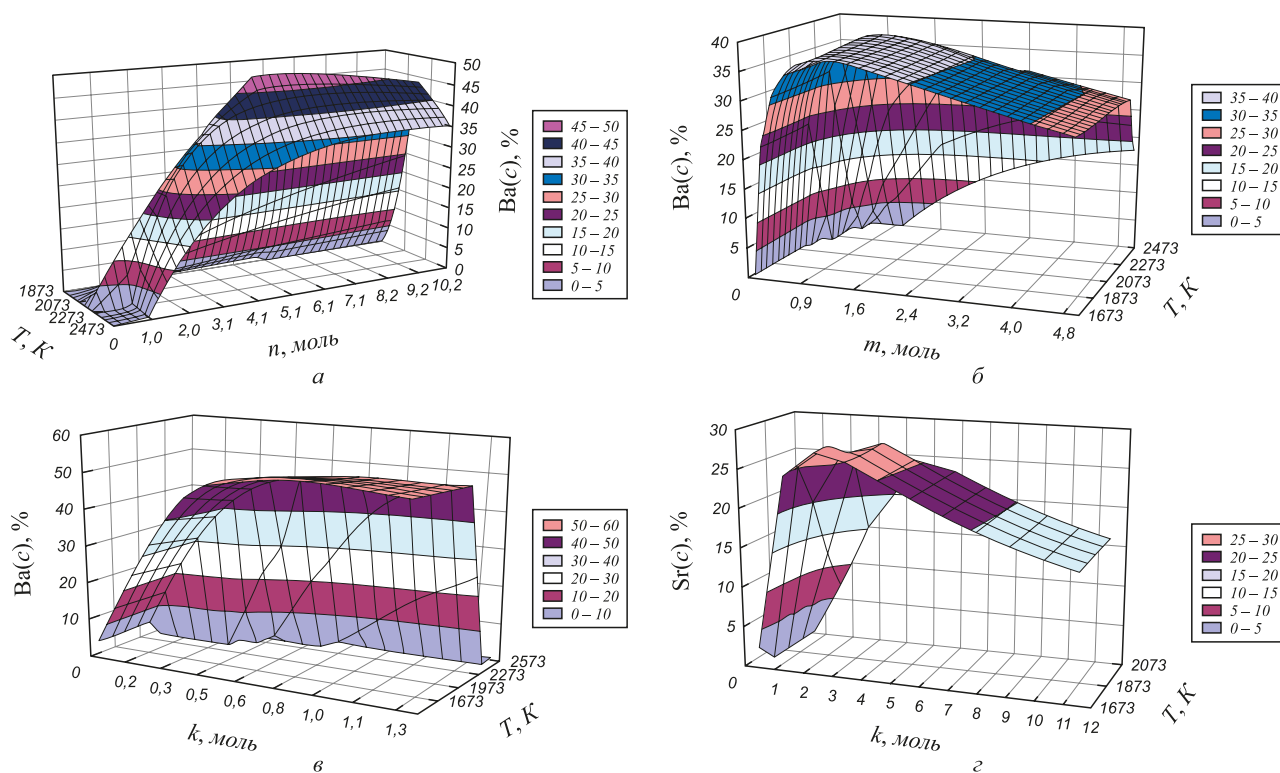 50
45
40
35
30
25
20
15
10
5
0
Ba(c), %
1873
2073
2273
2473
T, К
0
1,0
2,0
3,1
4,1
5,1
6,1
7,1
8,2
9,2
10,2
n, моль
45 – 50
40 – 45
35 – 40
30 – 35
25 – 30
20 – 25
15 – 20
10 – 15
5 – 10
0 – 5
а
40
35
30
25
20
15
10
5
0
Ba(c), %
0,9
1,6
2,4
3,2
4,0
4,8
m, моль
2473
2273
2073
1873
1673
T, К
35 – 40
30 – 35
25 – 30
20 – 25
15 – 20
10 – 15
5 – 10
0 – 5
б
60
50
40
30
20
10
0
Ba(c), %
0,2
0,3
0,5
0,6
0,8
1,0
1,1
1,3
k, моль
2573
2273
1973
1673
T, К
50 – 60
40 – 50
30 – 40
20 – 30
10 – 20
0 – 10
в
30
25
20
15
10
5
0
Sr(c), %
1
2
3
4
5
6
7
8
9
10
11
12
k, моль
2073
1873
1673
T, К
25 – 30
20 – 25
15 – 20
10 – 15
5 – 10
0 – 5
г